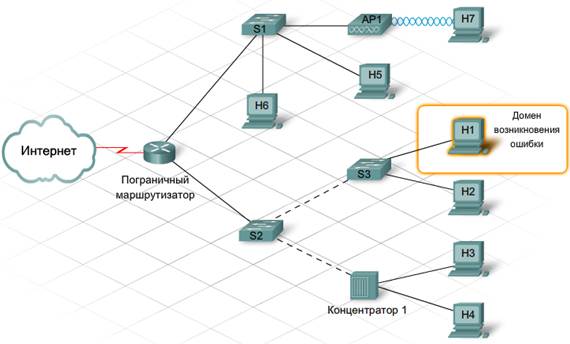 S1
AP1
H7
H5
H6
Домен
возникновения
ошибки
H1
Интернет
Пограничный
маршрутизатор
S3
H2
S2
H3
Концентратор 1
H4